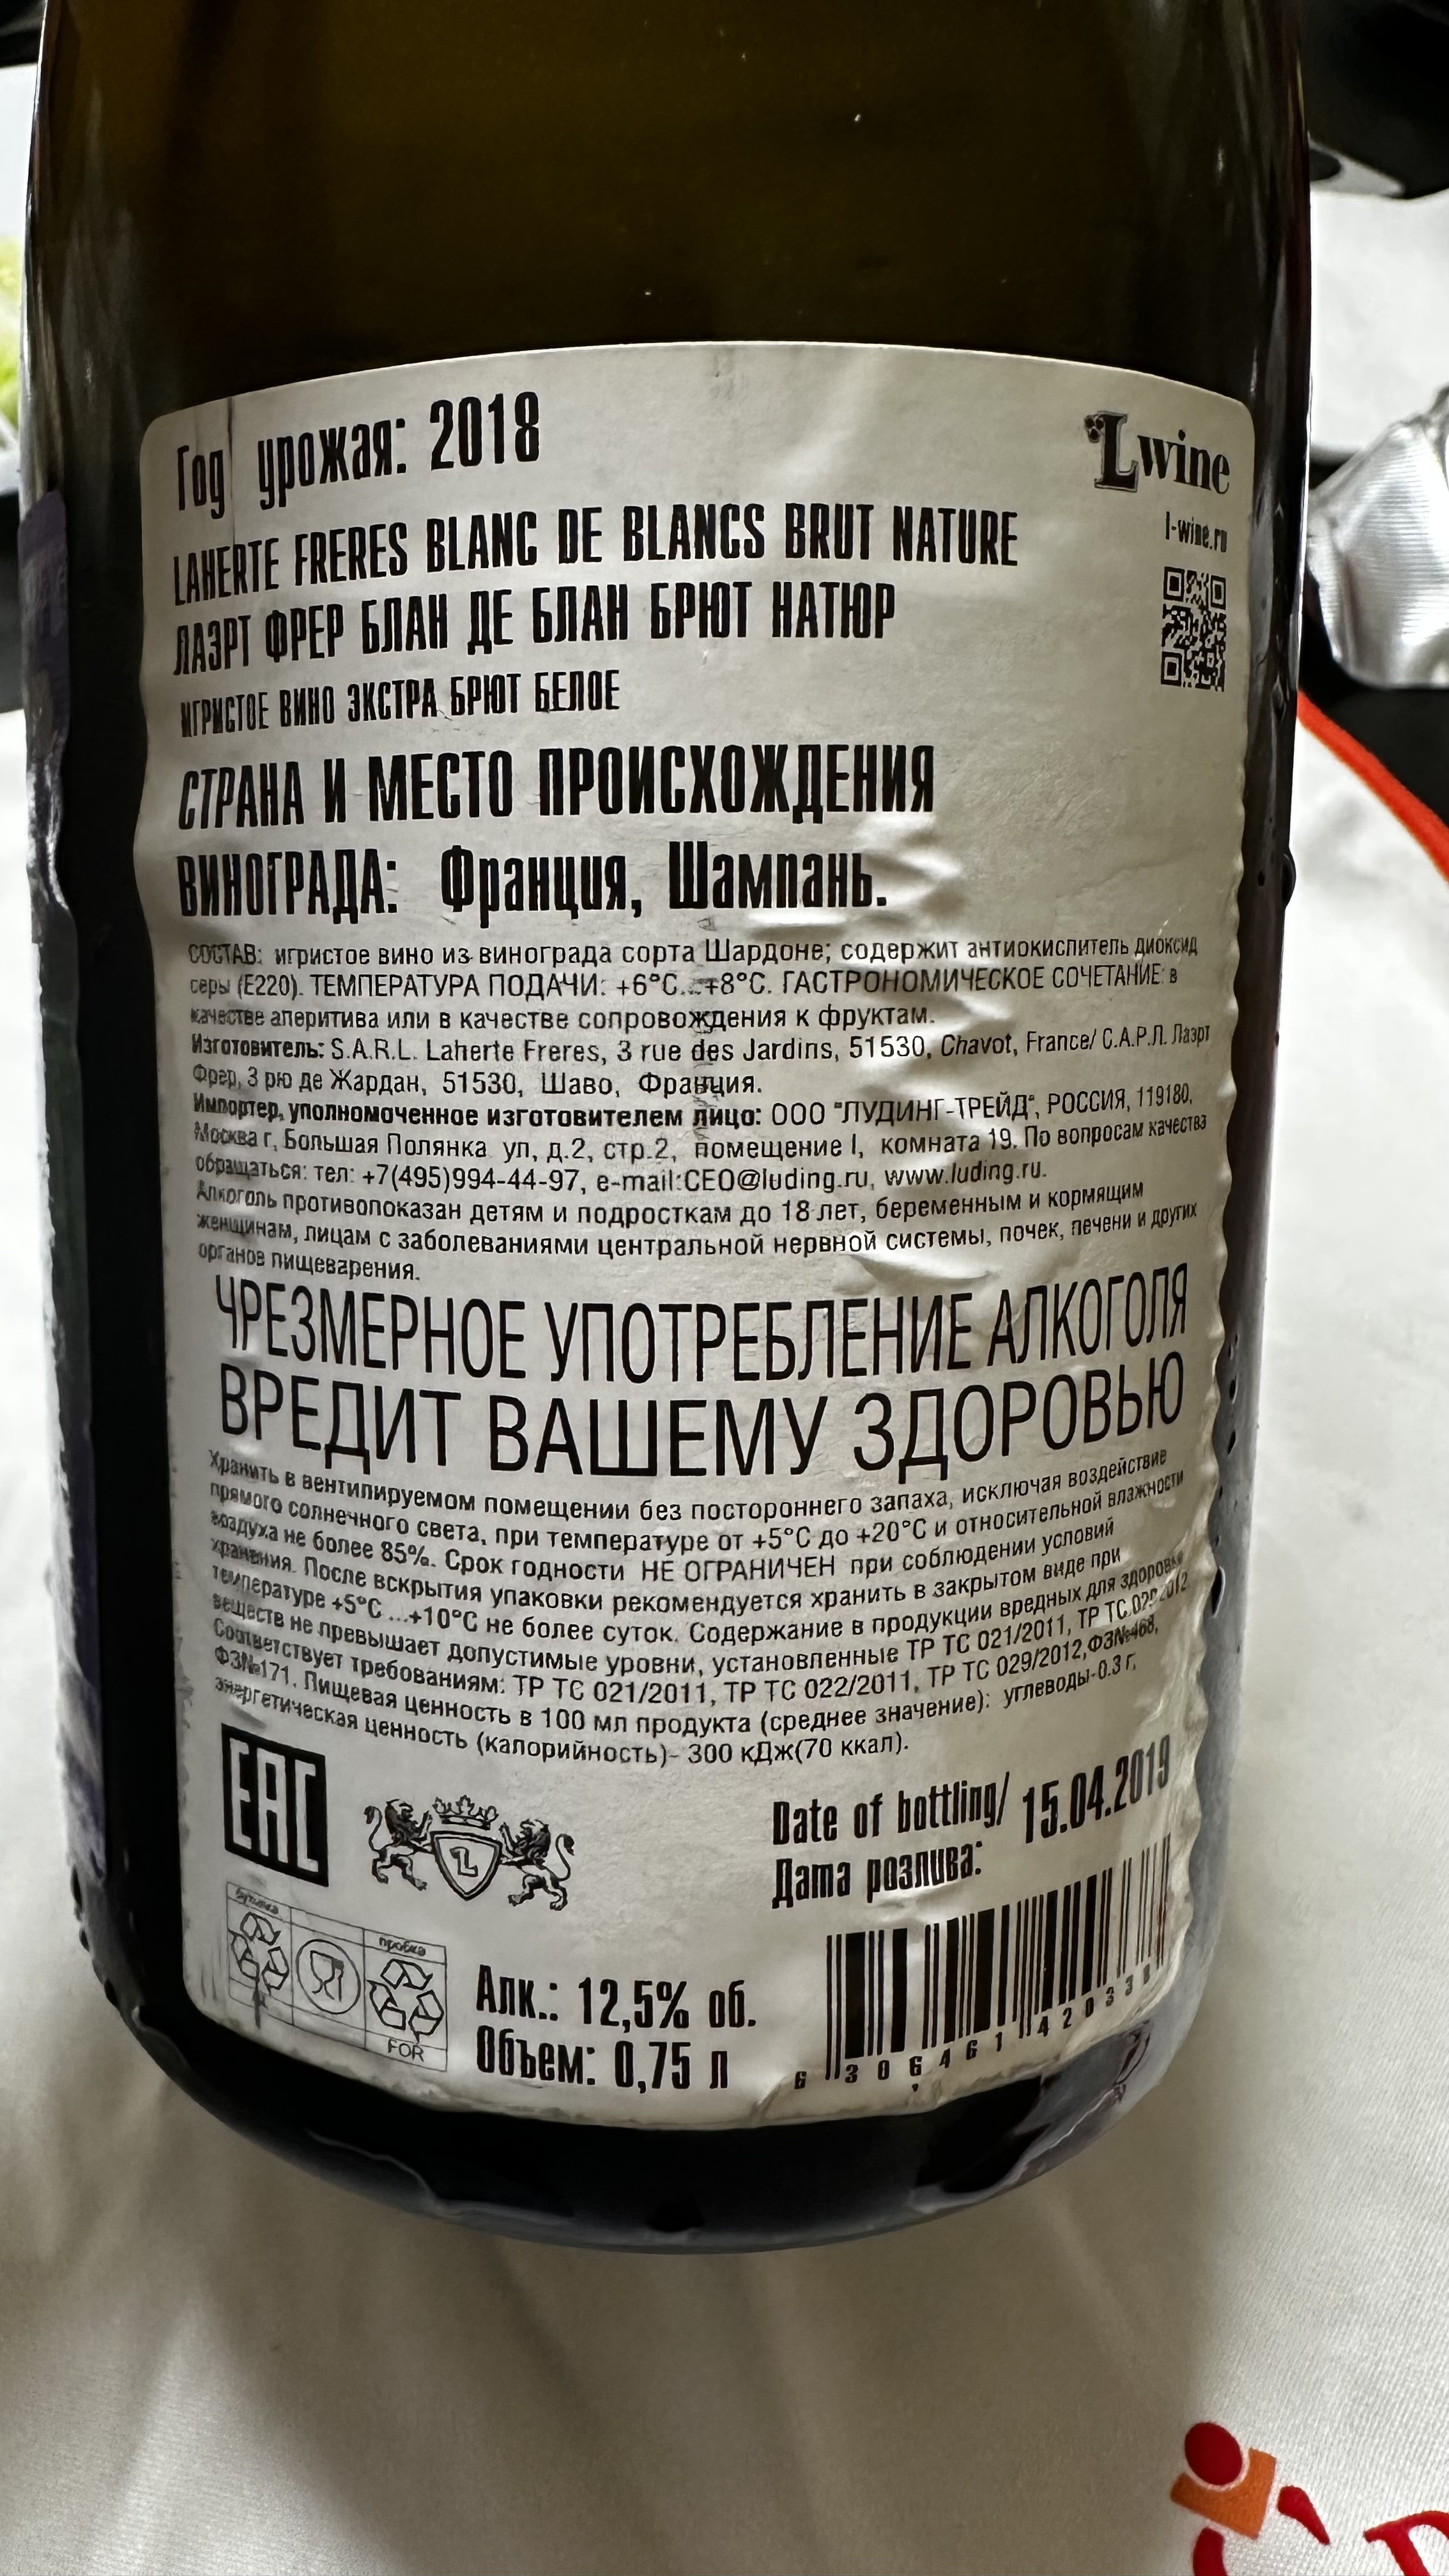 Год урожая: 2018
Lwine
l-wine.ru
LAHERTE FRERES BLANC DE BLANCS BRUT NATURE
ЛАЭРТ ФРЕР БЛАН ДЕ БЛАН БРЮТ НАТЮР
ИГРИСТОЕ ВИНО ЭКСТРА БРЮТ БЕЛОЕ
СТРАНА И МЕСТО ПРОИСХОЖДЕНИЯ
ВИНОГРАДА: Франция, Шампань.
СОСТАВ: игристое вино из винограда сорта Шардоне; содержит антиокислитель диоксид
серы (Е220). ТЕМПЕРАТУРА ПОДАЧИ: +6°С...+8°С. ГАСТРОНОМИЧЕСКОЕ СОЧЕТАНИЕ: в
качестве аперитива или в качестве сопровождения к фруктам.
Изготовитель: S.A.R.L. Laherte Freres, 3 rue des Jardins, 51530, Chavot, France/ С.А.Р.Л. Лаэрт
Фрер, 3 рю де Жардан, 51530, Шаво, Франция.
Импортер, уполномоченное изготовителем лицо: ООО "ЛУДИНГ-ТРЕЙД", РОССИЯ, 119180,
Москва г, Большая Полянка ул, д.2, стр.2, помещение I, комната 19. По вопросам качества
обращаться: тел: +7(495)994-44-97, e-mail:CEO@luding.ru, www.luding.ru.
Алкоголь противопоказан детям и подросткам до 18 лет, беременным и кормящим
женщинам, лицам с заболеваниями центральной нервной системы, почек, печени и других
органов пищеварения.
ЧРЕЗМЕРНОЕ УПОТРЕБЛЕНИЕ АЛКОГОЛЯ
ВРЕДИТ ВАШЕМУ ЗДОРОВЬЮ
Хранить в вентилируемом помещении без постороннего запаха, исключая воздействие
прямого солнечного света, при температуре от +5°С до +20°С и относительной влажности
воздуха не более 85%. Срок годности НЕ ОГРАНИЧЕН при соблюдении условий
хранения. После вскрытия упаковки рекомендуется хранить в закрытом виде при
температуре +5°С ...+10°С не более суток. Содержание в продукции вредных для здоровья
веществ не превышает допустимые уровни, установленные ТР ТС 021/2011, ТР ТС 029/2012.
Соответствует требованиям: ТР ТС 021/2011, ТР ТС 022/2011, ТР ТС 029/2012,ФЗ№468,
ФЗ№171. Пищевая ценность в 100 мл продукта (среднее значение): углеводы-0.3 г,
энергетическая ценность (калорийность)- 300 кДж(70 ккал).
EAC
L
Date of bottling/ 15.04.2019
Дата розлива:
бутылка
пробка
FOR
Алк.: 12,5% об.
Объем: 0,75 л
6 306461 420338